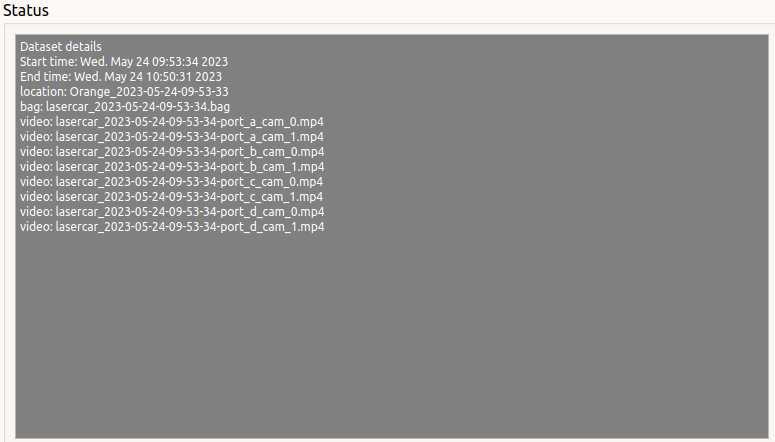 Status
Dataset details
Start time: Wed. May 24 09:53:34 2023
End time: Wed. May 24 10:50:31 2023
location: Orange_2023-05-24-09-53-33
bag: lasercar_2023-05-24-09-53-34.bag
video: lasercar_2023-05-24-09-53-34-port_a_cam_0.mp4
video: lasercar_2023-05-24-09-53-34-port_a_cam_1.mp4
video: lasercar_2023-05-24-09-53-34-port_b_cam_0.mp4
video: lasercar_2023-05-24-09-53-34-port_b_cam_1.mp4
video: lasercar_2023-05-24-09-53-34-port_c_cam_0.mp4
video: lasercar_2023-05-24-09-53-34-port_c_cam_1.mp4
video: lasercar_2023-05-24-09-53-34-port_d_cam_0.mp4
video: lasercar_2023-05-24-09-53-34-port_d_cam_1.mp4